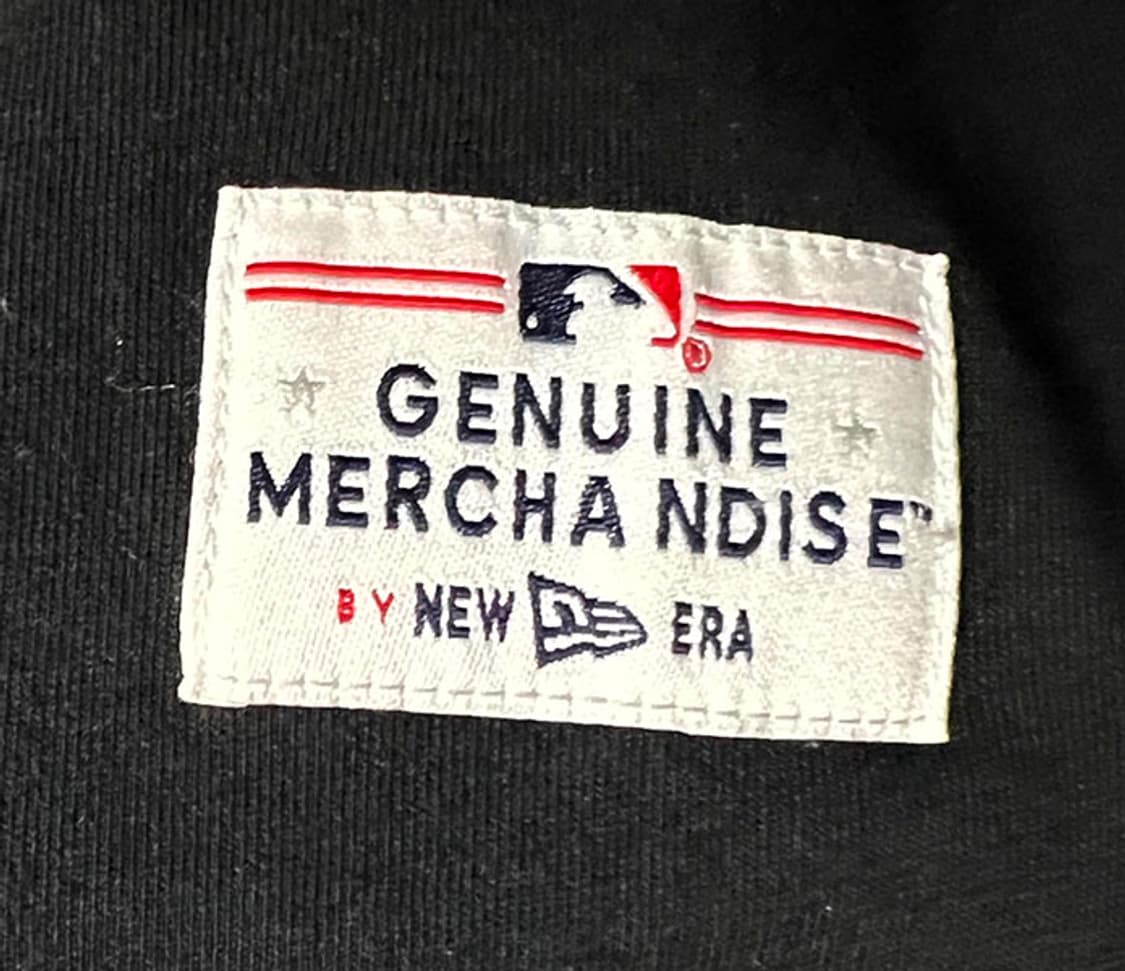 ®
GENUINE
MERCHANDISE™
BY NEW ERA